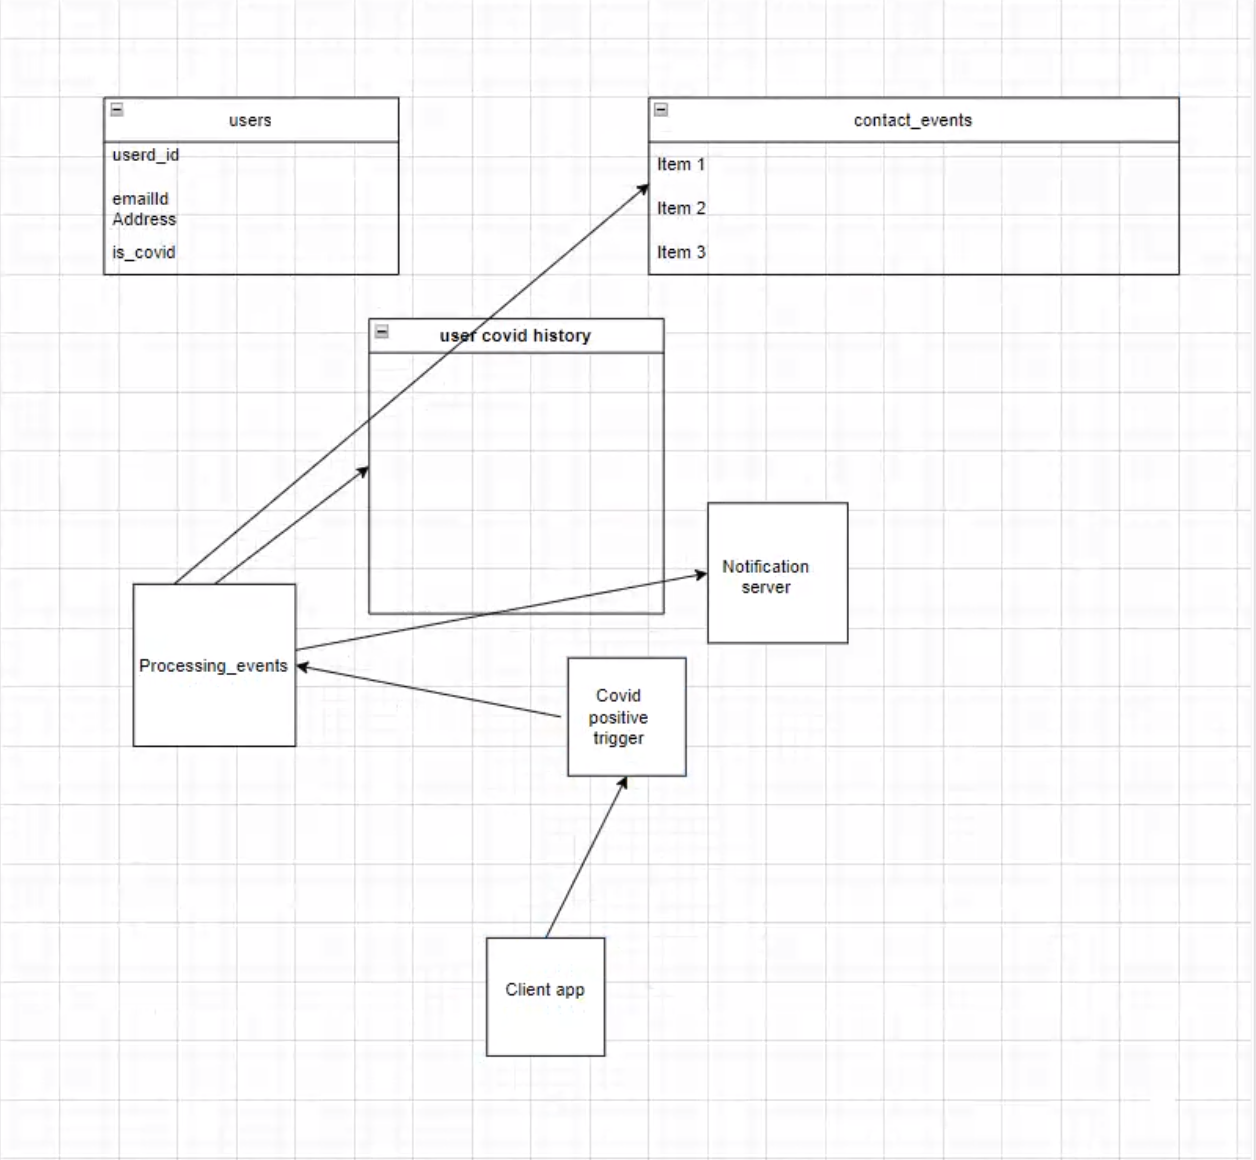 users
contact_events
userd_id
emailId
Address
is_covid
Item 1
Item 2
Item 3
user covid history
Notification
server
Processing_events
Covid
positive
trigger
Client app